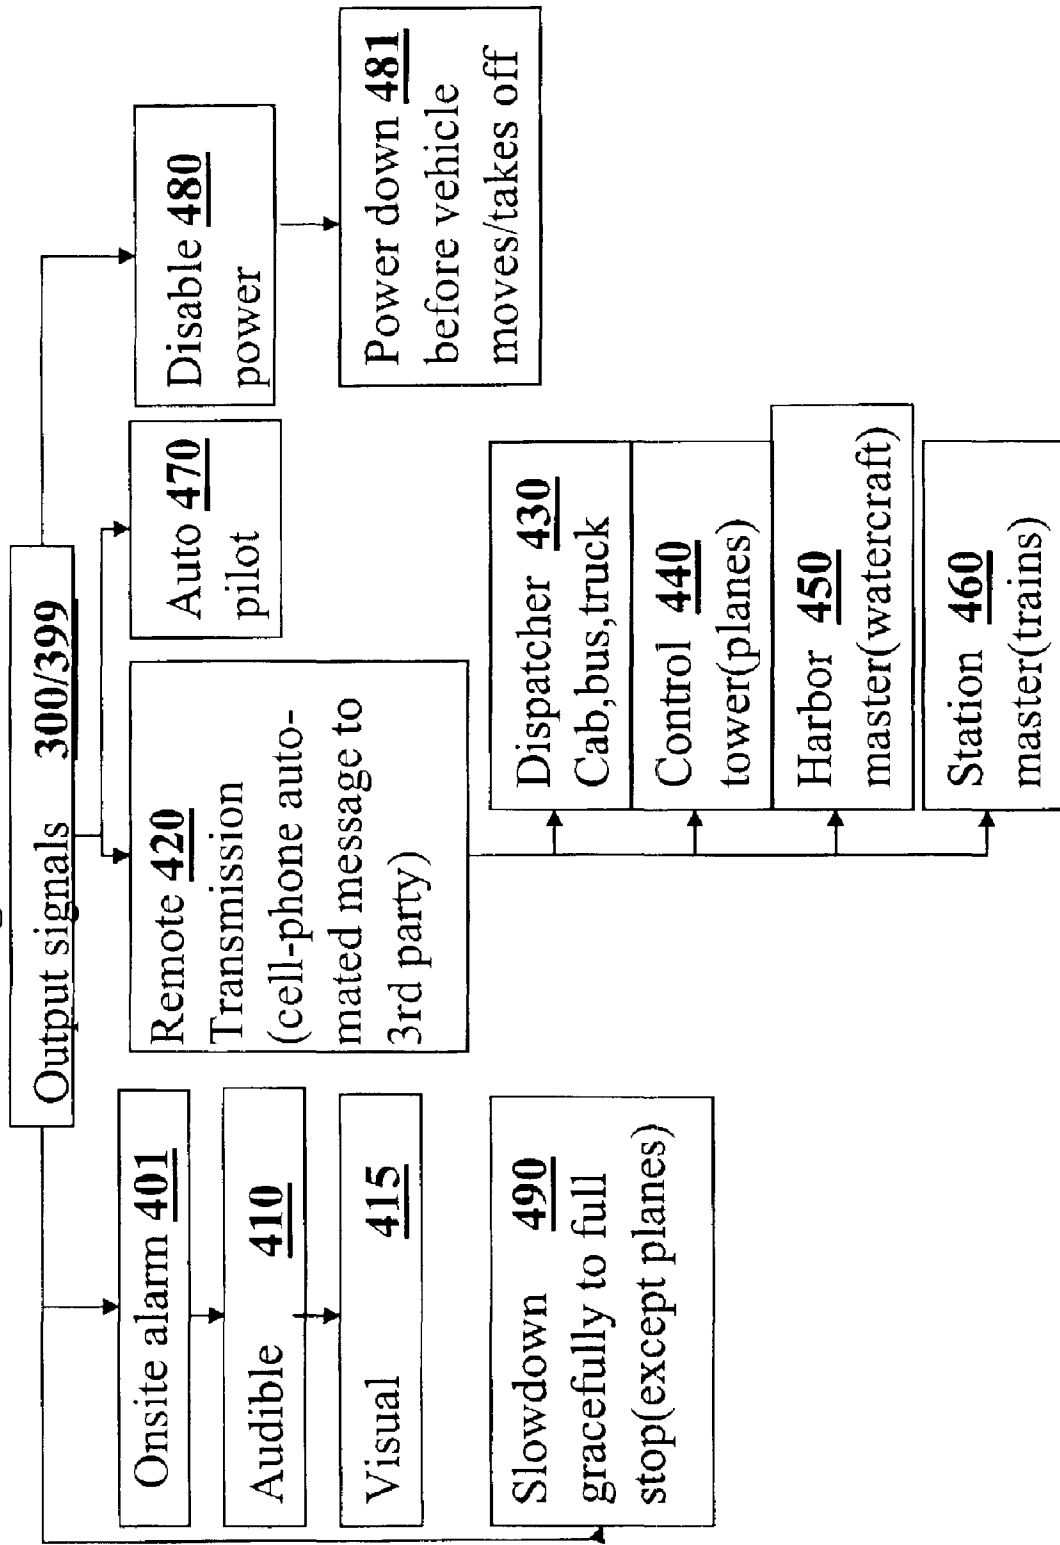 Output signals 300/399
Onsite alarm 401
Audible 410
Visual 415
Slowdown 490
gracefully to full
stop(except planes)
Remote 420
Transmission
(cell-phone auto-
mated message to
3rd party)
Dispatcher 430
Cab,bus,truck
Control 440
tower(planes)
Harbor 450
master(watercraft)
Station 460
master(trains)
Auto 470
pilot
Disable 480
power
Power down 481
before vehicle
moves/takes off